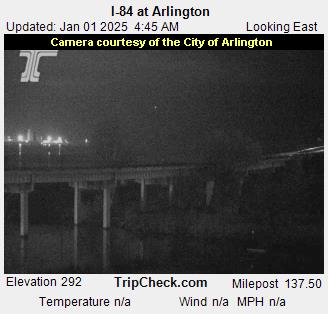 I-84 at Arlington
Updated: Jan 01 2025 4:45 AM Looking East
Camera courtesy of the City of Arlington
Elevation 292 TripCheck.com Milepost 137.50
Temperature n/a Wind n/a MPH n/a